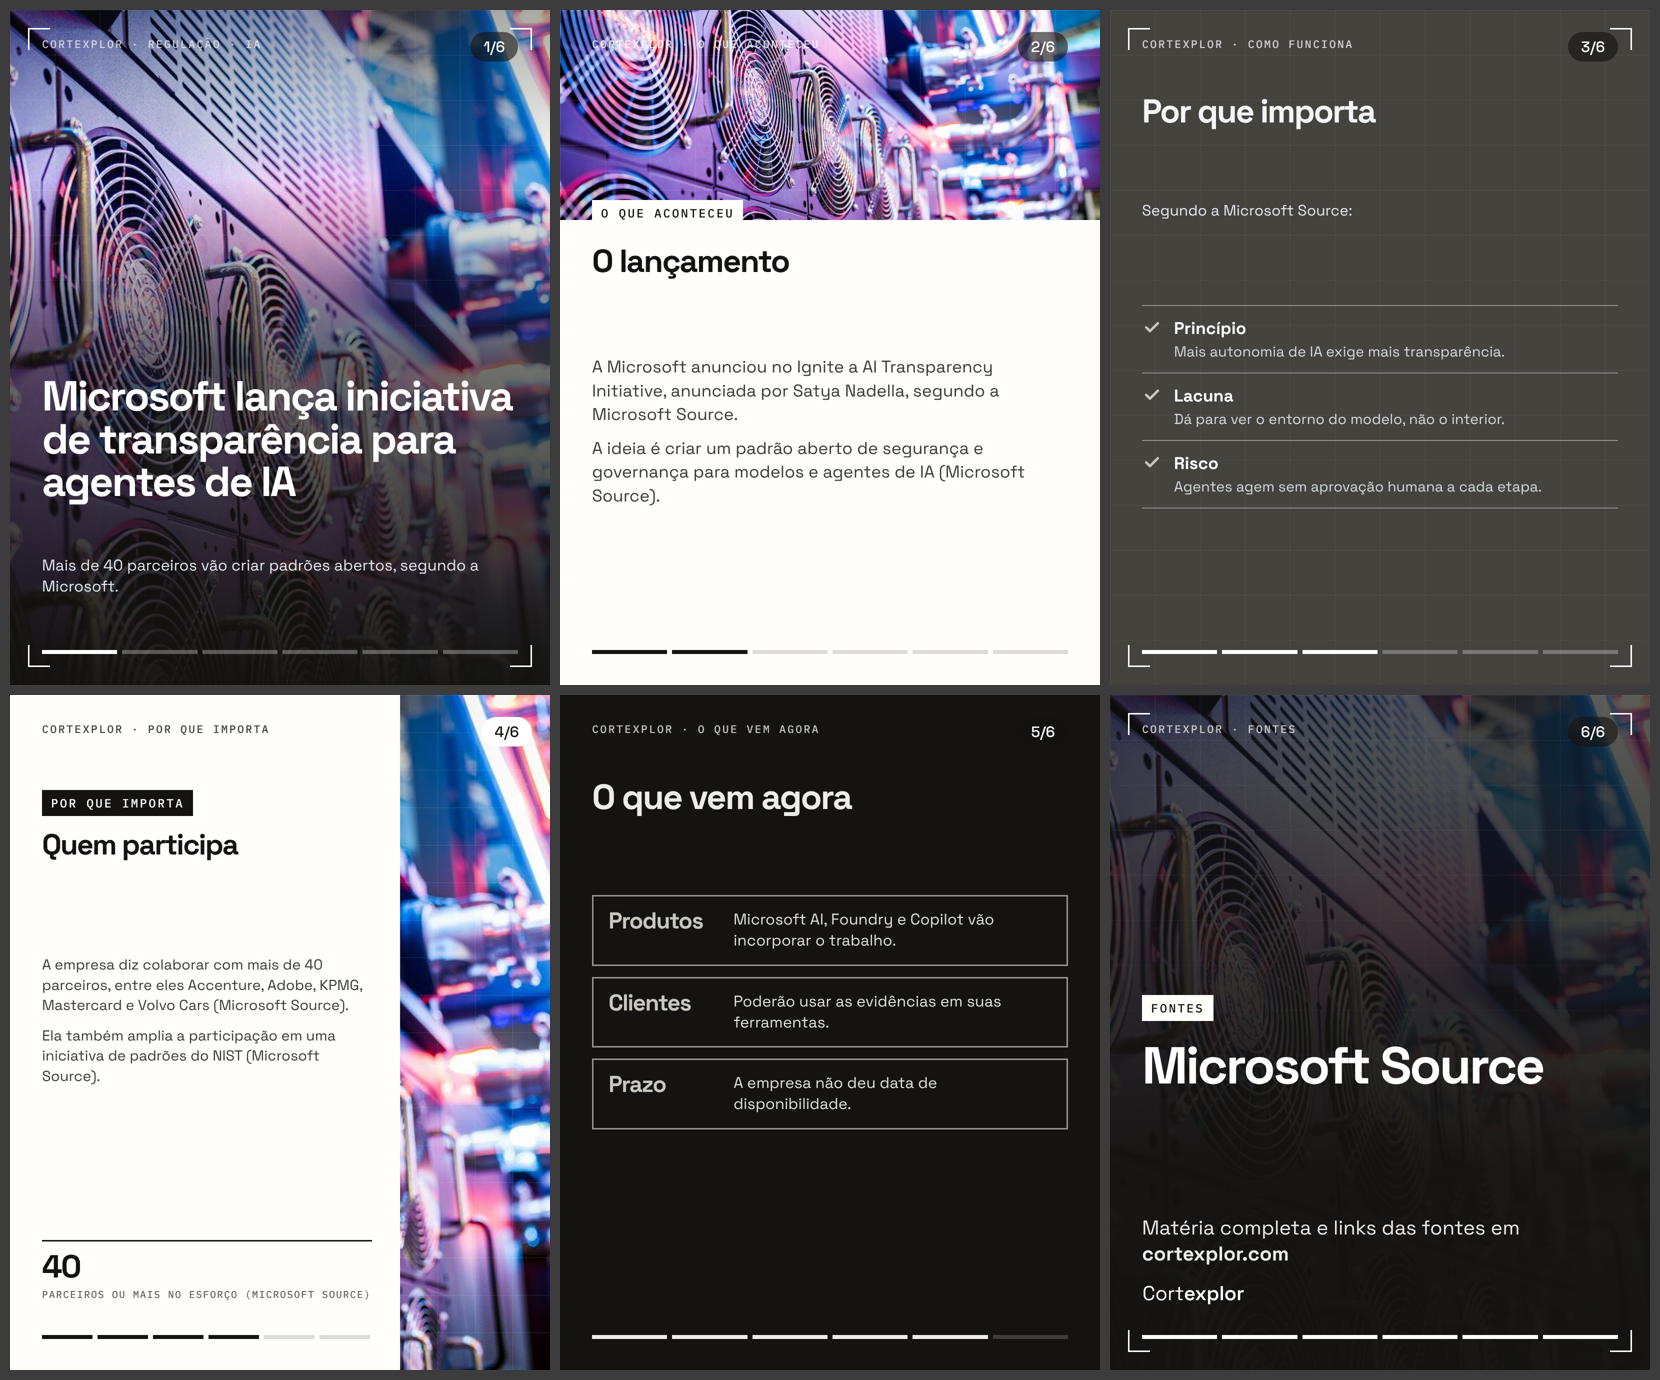 CORTEXPLOR · REGULAÇÃO · IA
1/6
Microsoft lança iniciativa
de transparência para
agentes de IA
Mais de 40 parceiros vão criar padrões abertos, segundo a
Microsoft.
CORTEXPLOR · O QUE ACONTECEU
2/6
O QUE ACONTECEU
O lançamento
A Microsoft anunciou no Ignite a AI Transparency
Initiative, anunciada por Satya Nadella, segundo a
Microsoft Source.
A ideia é criar um padrão aberto de segurança e
governança para modelos e agentes de IA (Microsoft
Source).
CORTEXPLOR · COMO FUNCIONA
3/6
Por que importa
Segundo a Microsoft Source:
Princípio
Mais autonomia de IA exige mais transparência.
Lacuna
Dá para ver o entorno do modelo, não o interior.
Risco
Agentes agem sem aprovação humana a cada etapa.
CORTEXPLOR · POR QUE IMPORTA
4/6
POR QUE IMPORTA
Quem participa
A empresa diz colaborar com mais de 40
parceiros, entre eles Accenture, Adobe, KPMG,
Mastercard e Volvo Cars (Microsoft Source).
Ela também amplia a participação em uma
iniciativa de padrões do NIST (Microsoft
Source).
40
PARCEIROS OU MAIS NO ESFORÇO (MICROSOFT SOURCE)
CORTEXPLOR · O QUE VEM AGORA
5/6
O que vem agora
Produtos
Microsoft AI, Foundry e Copilot vão
incorporar o trabalho.
Clientes
Poderão usar as evidências em suas
ferramentas.
Prazo
A empresa não deu data de
disponibilidade.
CORTEXPLOR · FONTES
6/6
FONTES
Microsoft Source
Matéria completa e links das fontes em
cortexplor.com
Cortexplor